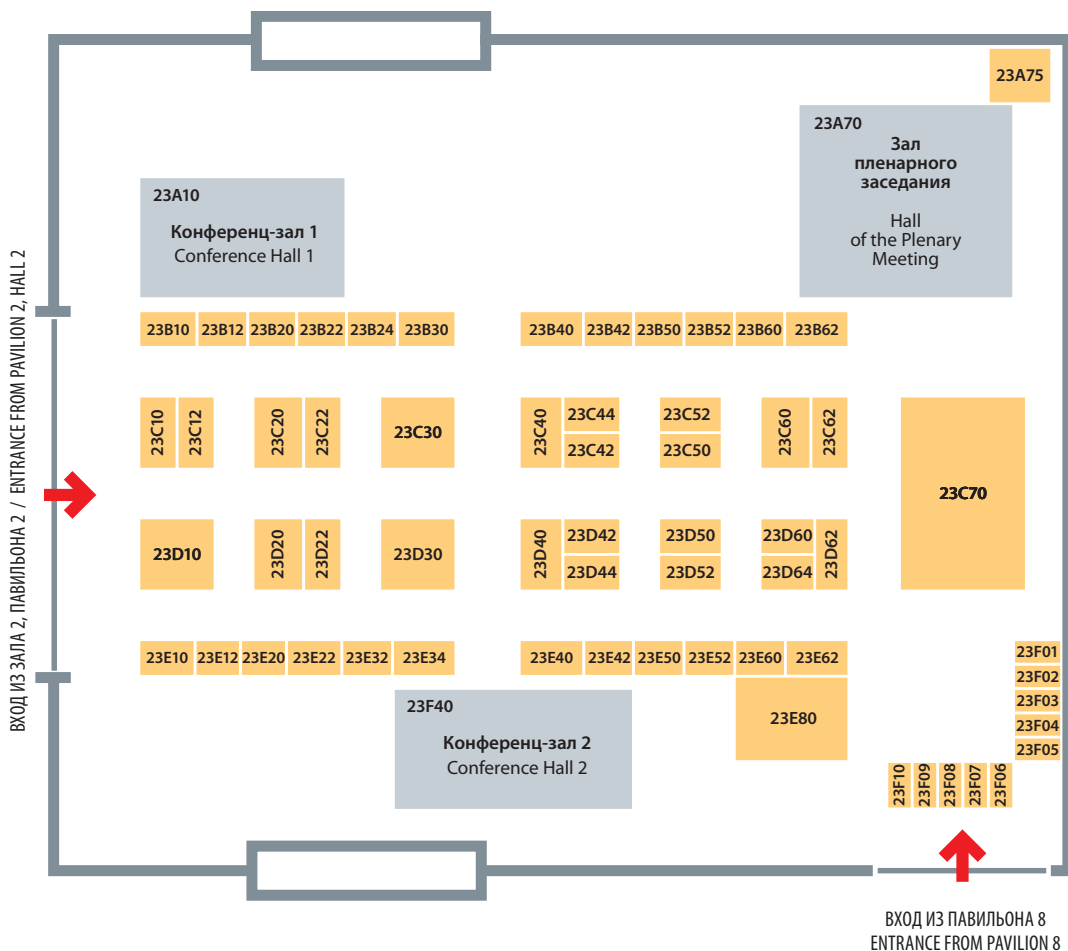 23A75
23A70
Зал
пленарного
заседания
Hall
of the Plenary
Meeting
23A10
Конференц-зал 1
Conference Hall 1
ВХОД ИЗ ЗАЛА 2, ПАВИЛЬОНА 2 / ENTRANCE FROM PAVILION 2, HALL 2
23B10 23B12 23B20 23B22 23B24 23B30 23B40 23B42 23B50 23B52 23B60 23B62
23C10 23C12 23C20 23C22 23C30 23C40 23C44 23C52 23C60 23C62
23C42 23C50
23C70
23D10 23D20 23D22 23D30 23D40 23D42 23D50 23D60 23D62
23D44 23D52 23D64
23E10 23E12 23E20 23E22 23E32 23E34 23E40 23E42 23E50 23E52 23E60 23E62
23F01
23F02
23F03
23F04
23F05
23F40
Конференц-зал 2
Conference Hall 2
23E80
23F10 23F09 23F08 23F07 23F06
ВХОД ИЗ ПАВИЛЬОНА 8
ENTRANCE FROM PAVILION 8